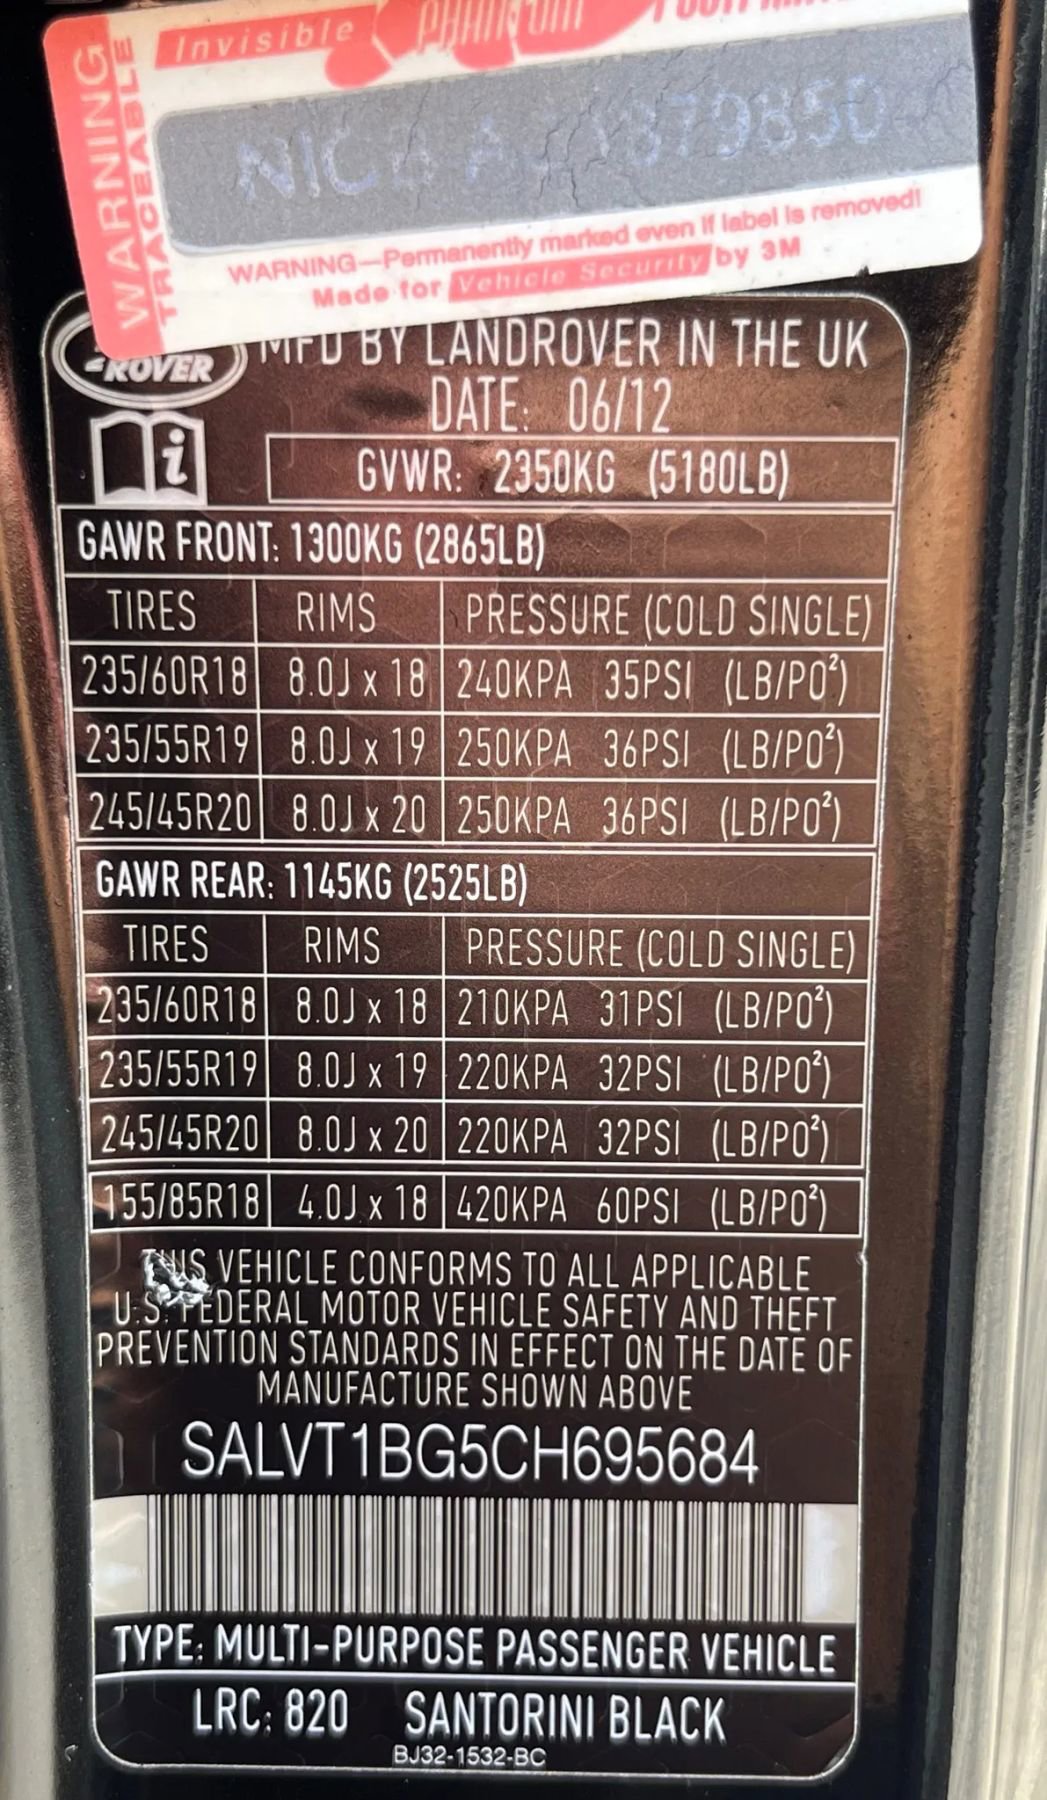 WARNING
TRACEABLE
Invisible PHANTOM
WARNING—Permanently marked even if label is removed!
Made for Vehicle Security by 3M
ROVER
MFD BY LANDROVER IN THE UK
DATE: 06/12
i
GVWR: 2350KG (5180LB)
GAWR FRONT: 1300KG (2865LB)
TIRES RIMS PRESSURE (COLD SINGLE)
235/60R18 8.0J x 18 240KPA 35PSI (LB/PO²)
235/55R19 8.0J x 19 250KPA 36PSI (LB/PO²)
245/45R20 8.0J x 20 250KPA 36PSI (LB/PO²)
GAWR REAR: 1145KG (2525LB)
TIRES RIMS PRESSURE (COLD SINGLE)
235/60R18 8.0J x 18 210KPA 31PSI (LB/PO²)
235/55R19 8.0J x 19 220KPA 32PSI (LB/PO²)
245/45R20 8.0J x 20 220KPA 32PSI (LB/PO²)
155/85R18 4.0J x 18 420KPA 60PSI (LB/PO²)
THIS VEHICLE CONFORMS TO ALL APPLICABLE
U.S. FEDERAL MOTOR VEHICLE SAFETY AND THEFT
PREVENTION STANDARDS IN EFFECT ON THE DATE OF
MANUFACTURE SHOWN ABOVE
SALVT1BG5CH695684
TYPE: MULTI-PURPOSE PASSENGER VEHICLE
LRC: 820 SANTORINI BLACK
BJ32-1532-BC